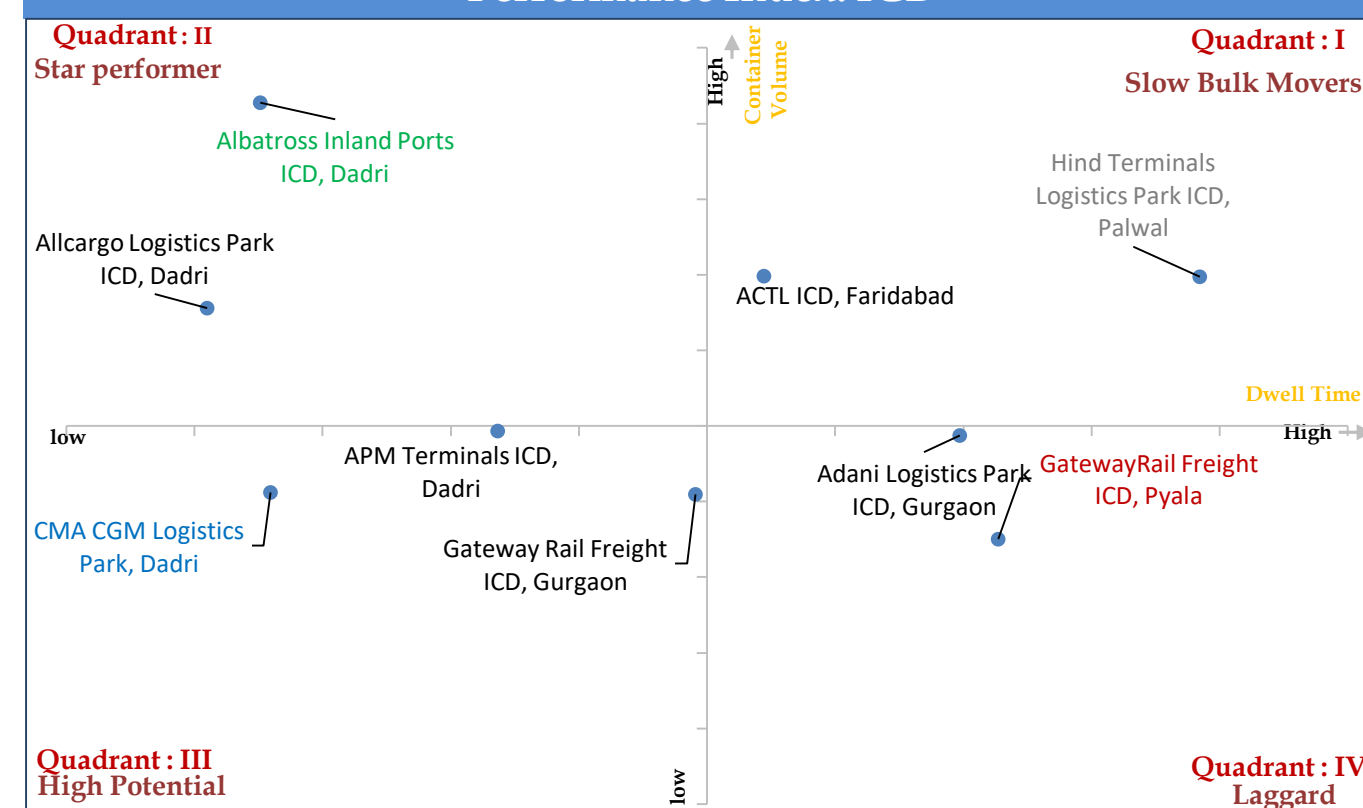 Quadrant : II
Star performer
Quadrant : I
Slow Bulk Movers
High
Container
Volume
Albatross Inland Ports
ICD, Dadri
Hind Terminals
Logistics Park ICD,
Palwal
Allcargo Logistics Park
ICD, Dadri
ACTL ICD, Faridabad
Dwell Time
low
High
APM Terminals ICD,
Dadri
Adani Logistics Park
ICD, Gurgaon
GatewayRail Freight
ICD, Pyala
CMA CGM Logistics
Park, Dadri
Gateway Rail Freight
ICD, Gurgaon
low
Quadrant : III
High Potential
Quadrant : IV
Laggard